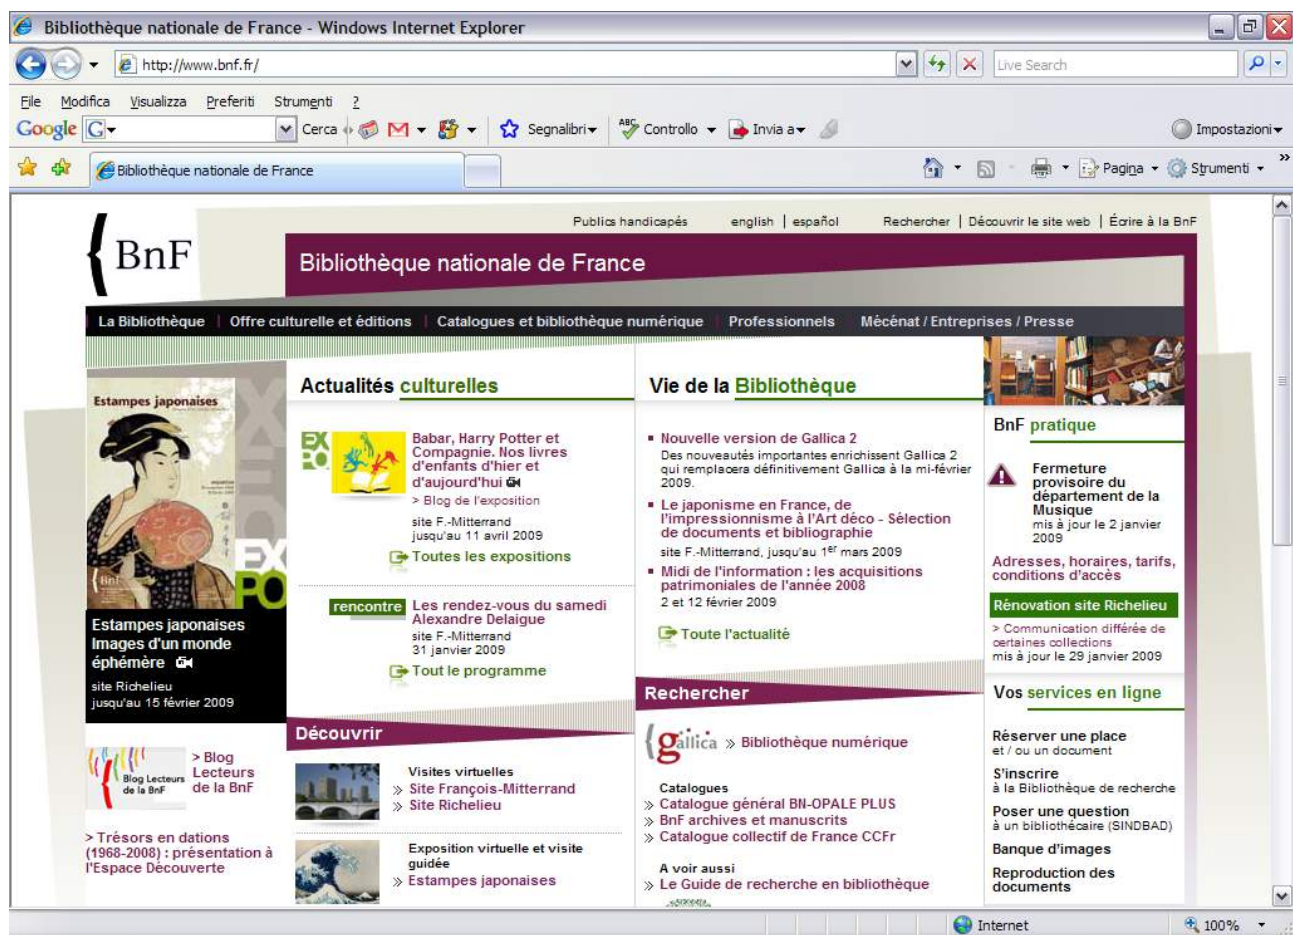 Bibliothèque nationale de France - Windows Internet Explorer
http://www.bnf.fr/
Live Search
File Modifica Visualizza Preferiti Strumenti ?
Google G Cerca Segnalibri ABC Controllo Invia a Impostazioni
Bibliothèque nationale de France
Pagina Strumenti »
Publics handicapés english | español Rechercher | Découvrir le site web | Écrire à la BnF
BnF
Bibliothèque nationale de France
La Bibliothèque | Offre culturelle et éditions | Catalogues et bibliothèque numérique | Professionnels Mécénat / Entreprises / Presse
Estampes japonaises
EXPO
BnF
Estampes japonaises
Images d'un monde
éphémère
site Richelieu
jusqu'au 15 février 2009
Blog Lecteurs
de la BnF
> Blog
Lecteurs
de la BnF
> Trésors en dations
(1968-2008) : présentation à
l'Espace Découverte
Actualités culturelles
EX
PO.
Babar, Harry Potter et
Compagnie. Nos livres
d'enfants d'hier et
d'aujourd'hui
> Blog de l'exposition
site F.-Mitterrand
jusqu'au 11 avril 2009
Toutes les expositions
rencontre
Les rendez-vous du samedi
Alexandre Delaigue
site F.-Mitterrand
31 janvier 2009
Tout le programme
Découvrir
Visites virtuelles
» Site François-Mitterrand
» Site Richelieu
Exposition virtuelle et visite
guidée
» Estampes japonaises
Vie de la Bibliothèque
▪ Nouvelle version de Gallica 2
Des nouveautés importantes enrichissent Gallica 2
qui remplacera définitivement Gallica à la mi-février
2009.
▪ Le japonisme en France, de
l'impressionnisme à l'Art déco - Sélection
de documents et bibliographie
site F.-Mitterrand, jusqu'au 1er mars 2009
▪ Midi de l'information : les acquisitions
patrimoniales de l'année 2008
2 et 12 février 2009
Toute l'actualité
Rechercher
gallica » Bibliothèque numérique
Catalogues
» Catalogue général BN-OPALE PLUS
» BnF archives et manuscrits
» Catalogue collectif de France CCFr
A voir aussi
» Le Guide de recherche en bibliothèque
BnF pratique
Fermeture
provisoire du
département de la
Musique
mis à jour le 2 janvier
2009
Adresses, horaires, tarifs,
conditions d'accès
Rénovation site Richelieu
> Communication différée de
certaines collections
mis à jour le 29 janvier 2009
Vos services en ligne
Réserver une place
et / ou un document
S'inscrire
à la Bibliothèque de recherche
Poser une question
à un bibliothécaire (SINDBAD)
Banque d'images
Reproduction des
documents
Internet 100%